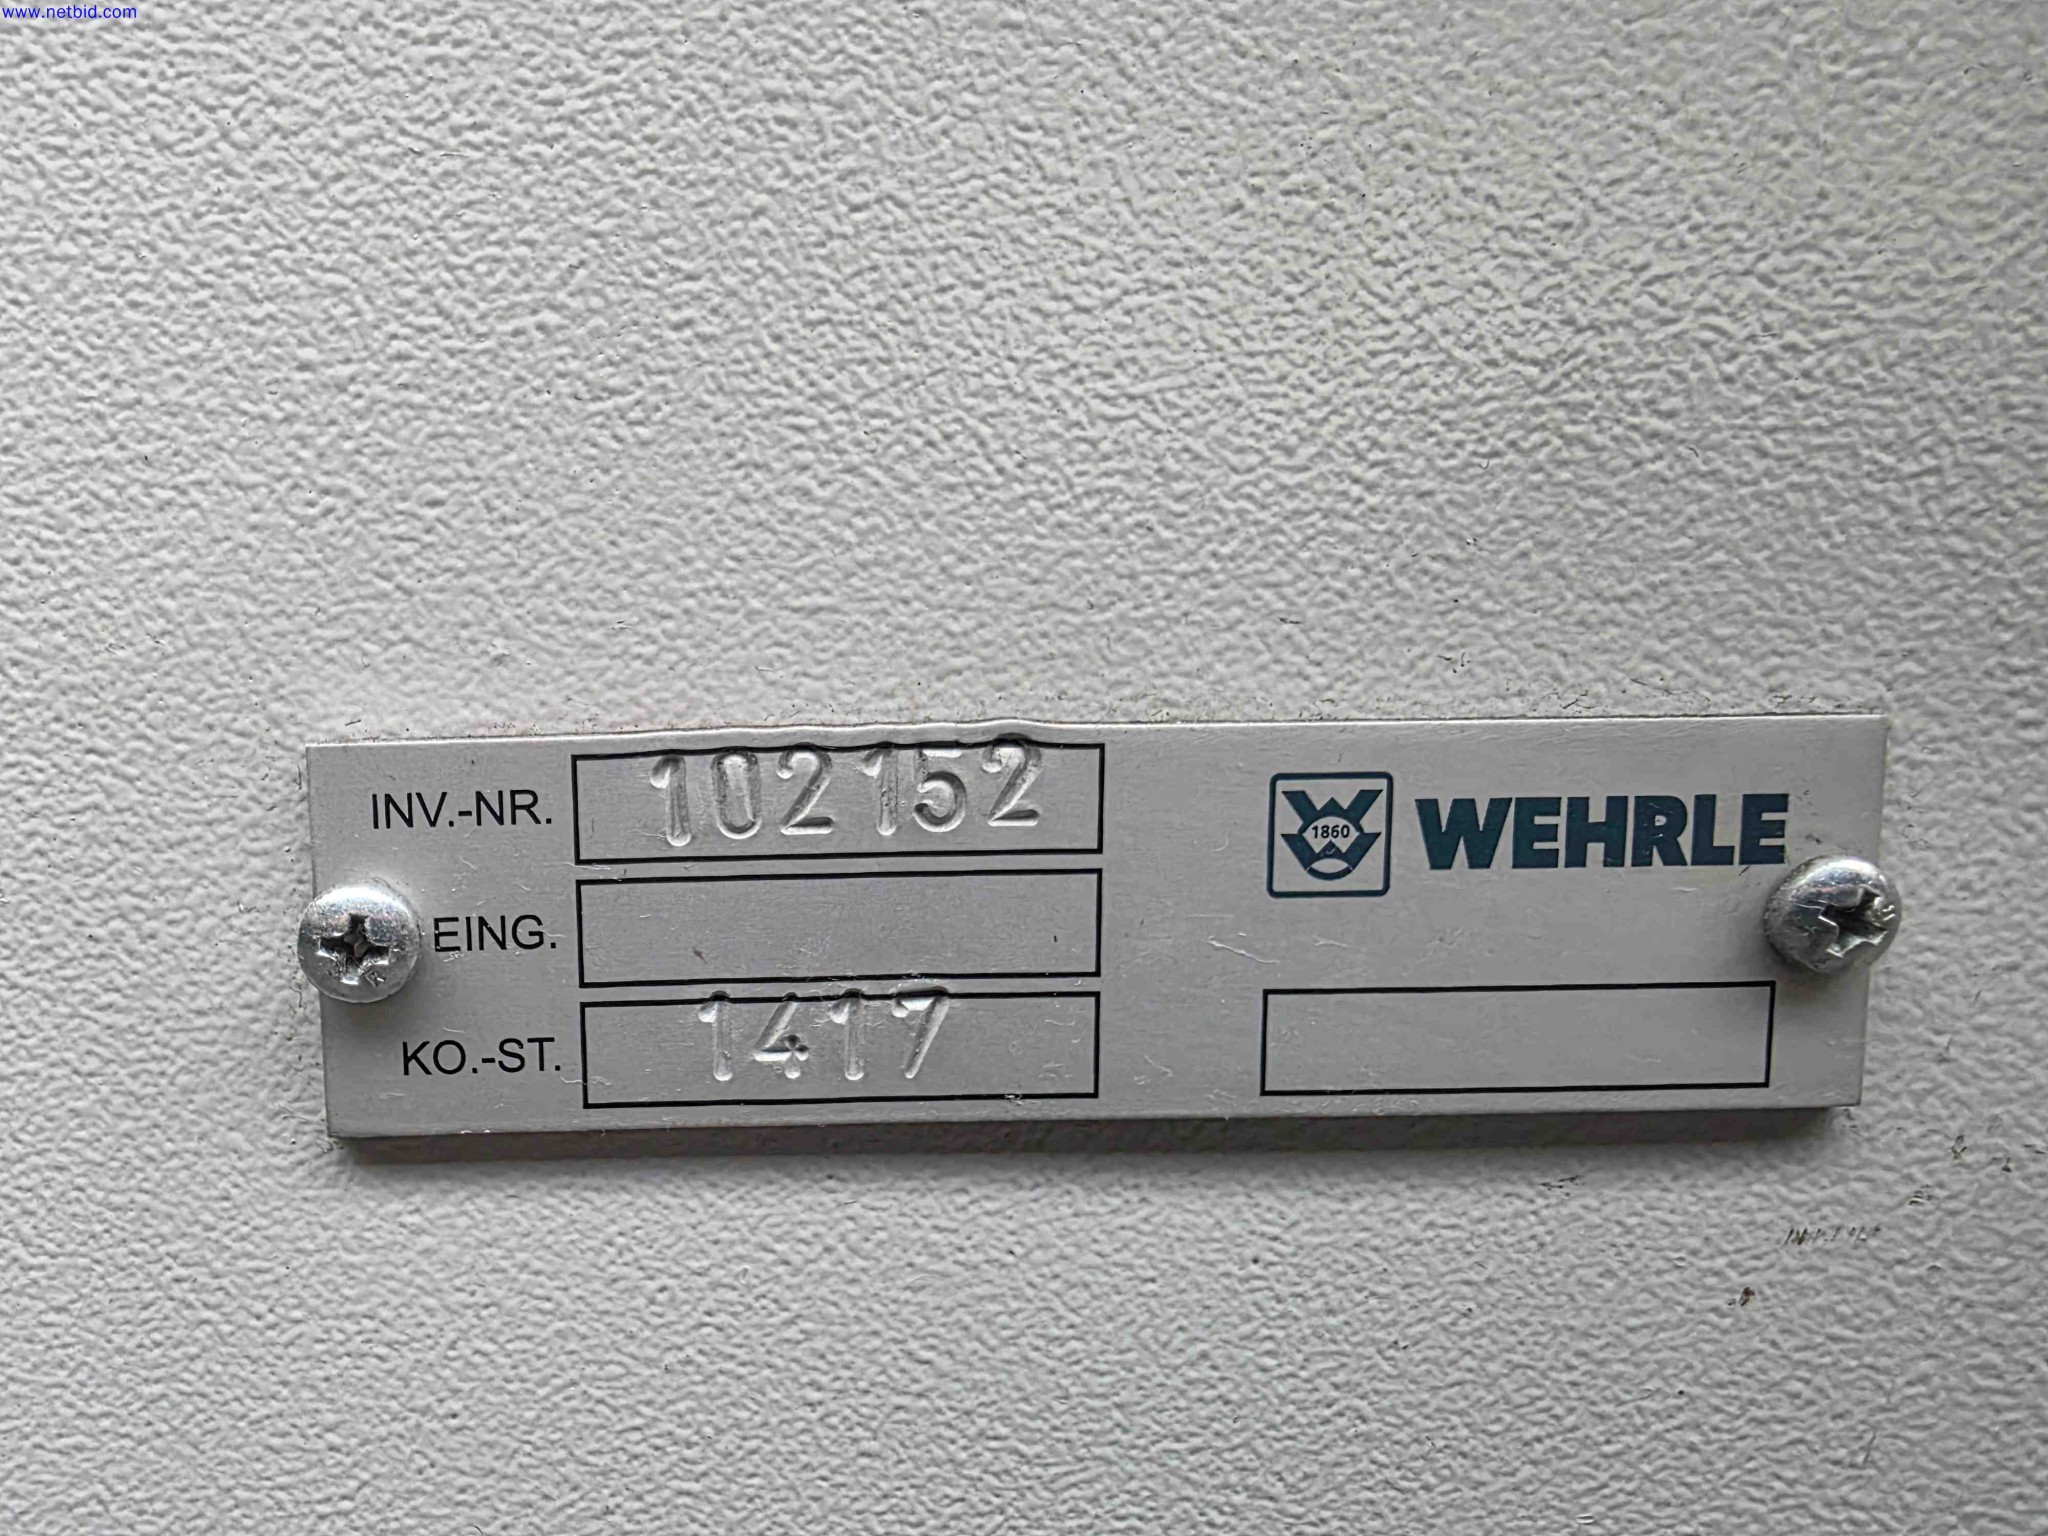 www.netbid.com
INV.-NR. 102152
1860 WEHRLE
EING.
KO.-ST. 1417